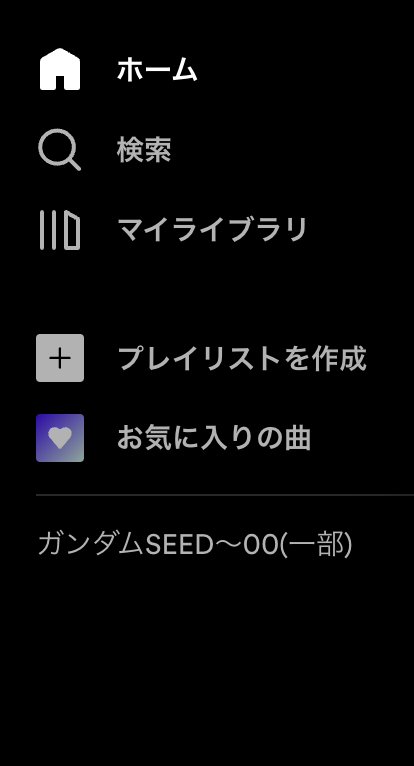 ホーム
検索
マイライブラリ
プレイリストを作成
お気に入りの曲
ガンダムSEED〜00(一部)